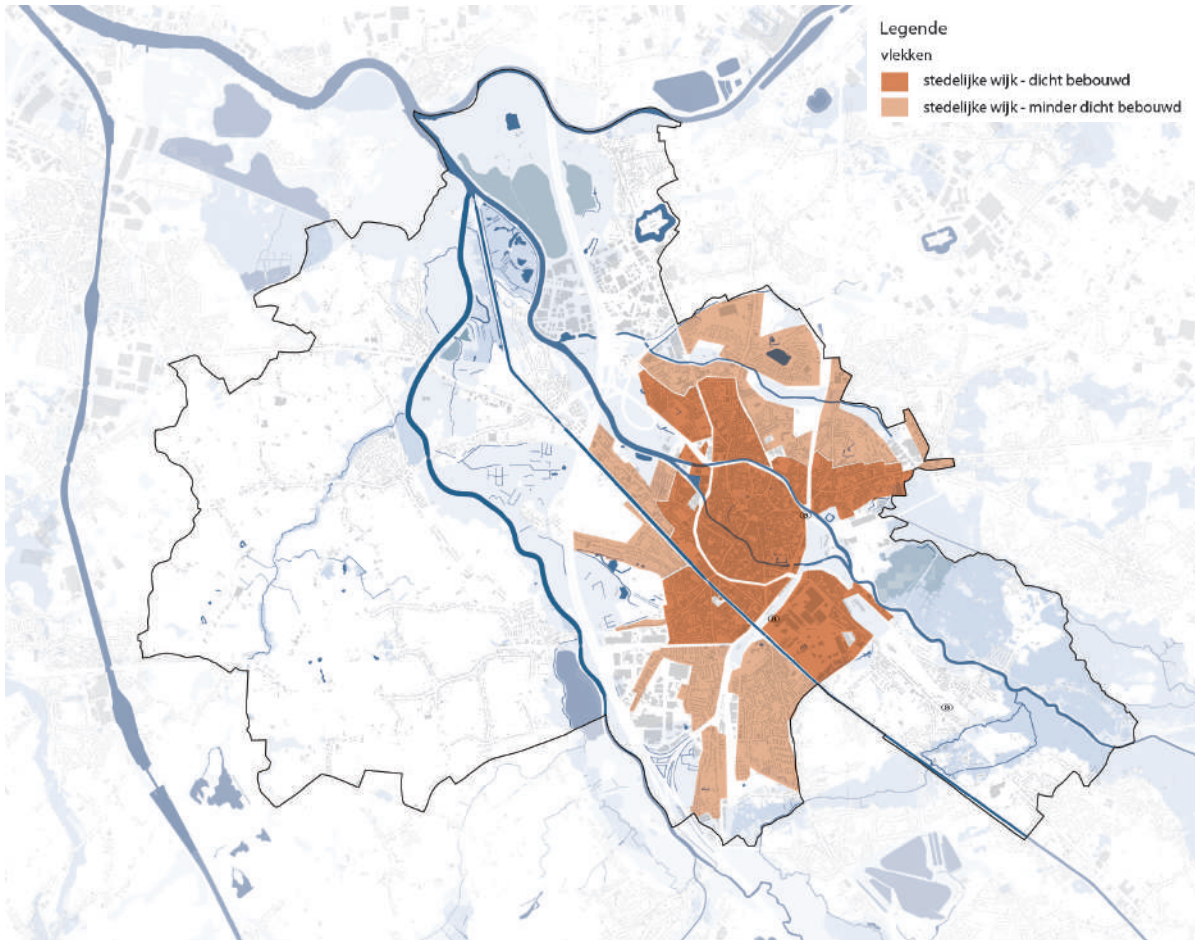 Legende
vlekken
stedelijke wijk - dicht bebouwd
stedelijke wijk - minder dicht bebouwd